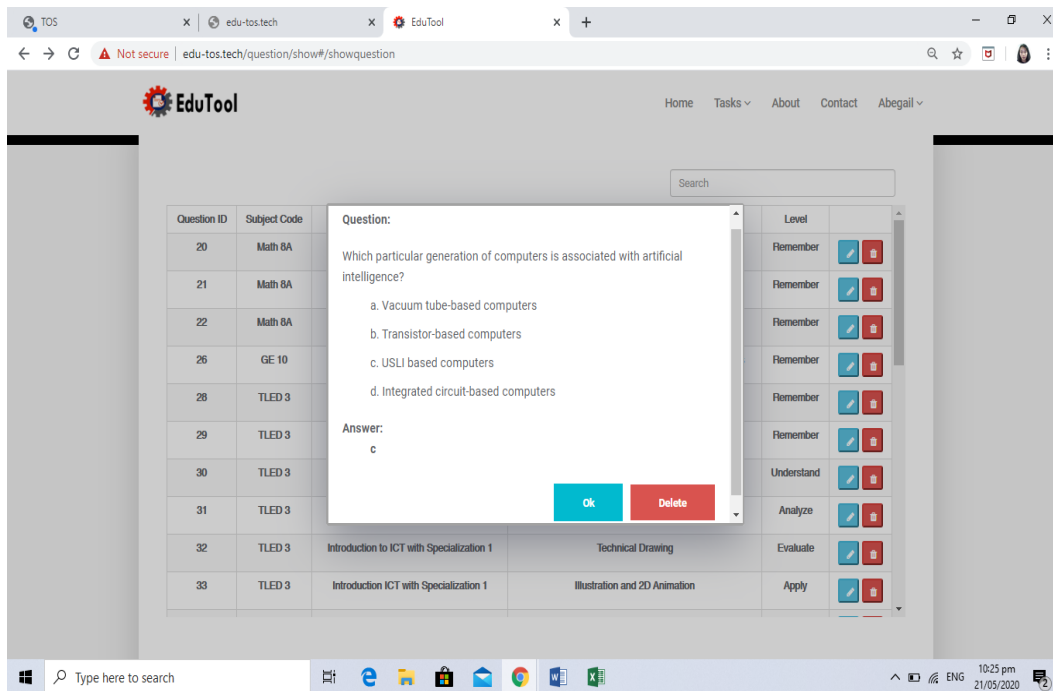 TOS
edu-tos.tech
EduTool
Not secure edu-tos.tech/question/show#/showquestion
EduTool
Home Tasks About Contact Abegail
Search
Question ID Subject Code Level
20 Math 8A Remember
21 Math 8A Remember
22 Math 8A Remember
26 GE 10 Remember
28 TLED 3 Remember
29 TLED 3 Remember
30 TLED 3 Understand
31 TLED 3 Analyze
32 TLED 3 Introduction to ICT with Specialization 1 Technical Drawing Evaluate
33 TLED 3 Introduction ICT with Specialization 1 Illustration and 2D Animation Apply
Question:
Which particular generation of computers is associated with artificial
intelligence?
a. Vacuum tube-based computers
b. Transistor-based computers
c. USLI based computers
d. Integrated circuit-based computers
Answer:
c
Ok Delete
Type here to search
ENG
10:25 pm
21/05/2020
2